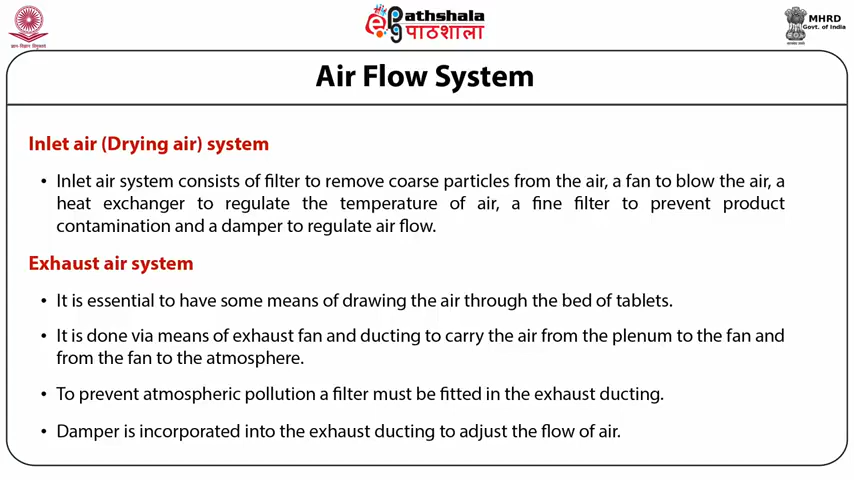 ePathshala
पाठशाला
MHRD
Govt. of India
Air Flow System
Inlet air (Drying air) system
• Inlet air system consists of filter to remove coarse particles from the air, a fan to blow the air, a
heat exchanger to regulate the temperature of air, a fine filter to prevent product
contamination and a damper to regulate air flow.
Exhaust air system
• It is essential to have some means of drawing the air through the bed of tablets.
• It is done via means of exhaust fan and ducting to carry the air from the plenum to the fan and
from the fan to the atmosphere.
• To prevent atmospheric pollution a filter must be fitted in the exhaust ducting.
• Damper is incorporated into the exhaust ducting to adjust the flow of air.